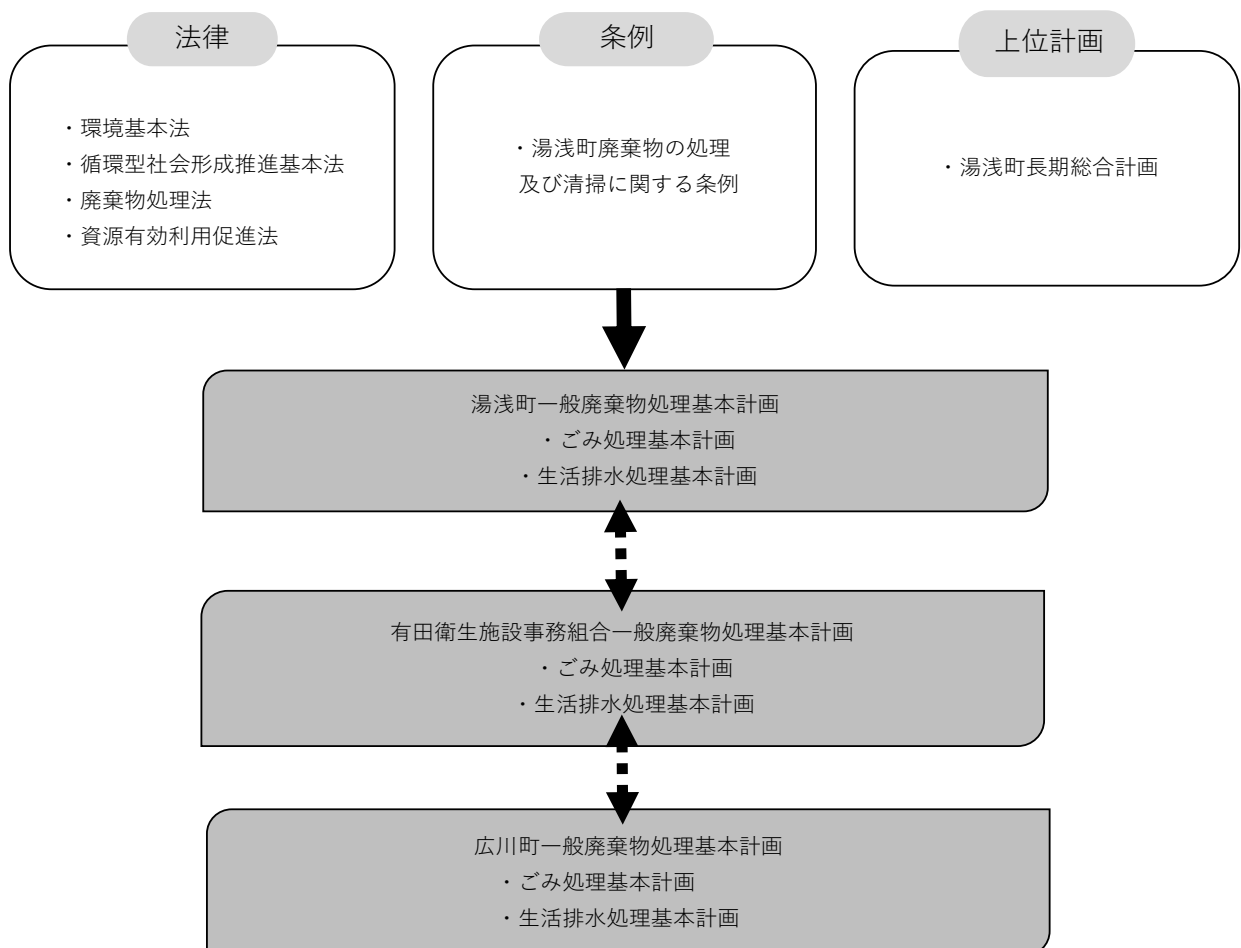 法律
・環境基本法
・循環型社会形成推進基本法
・廃棄物処理法
・資源有効利用促進法
条例
・湯浅町廃棄物の処理
及び清掃に関する条例
上位計画
・湯浅町長期総合計画
湯浅町一般廃棄物処理基本計画
・ごみ処理基本計画
・生活排水処理基本計画
有田衛生施設事務組合一般廃棄物処理基本計画
・ごみ処理基本計画
・生活排水処理基本計画
広川町一般廃棄物処理基本計画
・ごみ処理基本計画
・生活排水処理基本計画